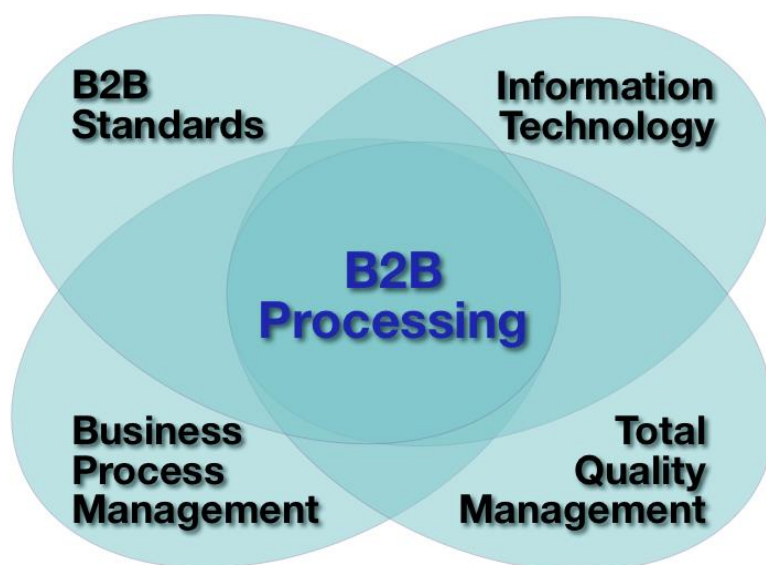 B2B
Standards
Information
Technology
B2B
Processing
Business
Process
Management
Total
Quality
Management